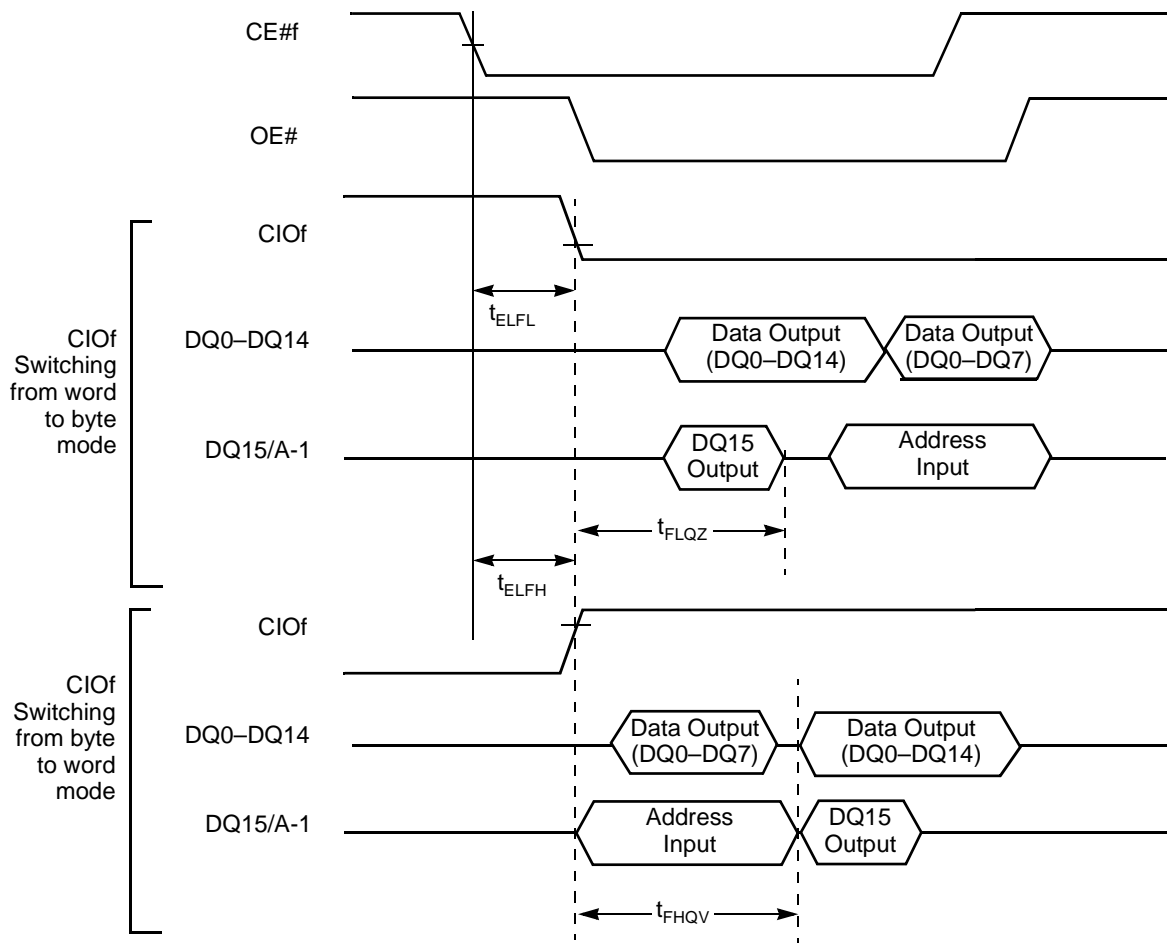 CE#f
OE#
CIOf
Switching
from word
to byte
mode
CIOf
tELFL
DQ0–DQ14
Data Output
(DQ0–DQ14)
Data Output
(DQ0–DQ7)
DQ15/A-1
DQ15
Output
Address
Input
tFLQZ
tELFH
CIOf
Switching
from byte
to word
mode
CIOf
DQ0–DQ14
Data Output
(DQ0–DQ7)
Data Output
(DQ0–DQ14)
DQ15/A-1
Address
Input
DQ15
Output
tFHQV